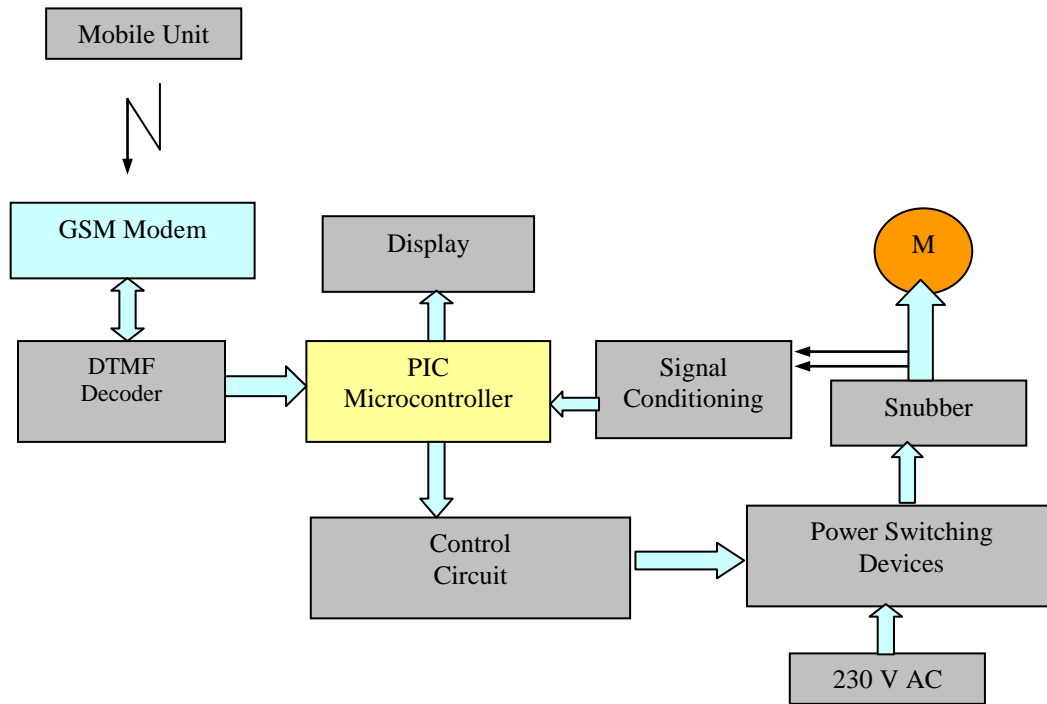 Mobile Unit
GSM Modem
Display
M
DTMF
Decoder
PIC
Microcontroller
Signal
Conditioning
Snubber
Control
Circuit
Power Switching
Devices
230 V AC